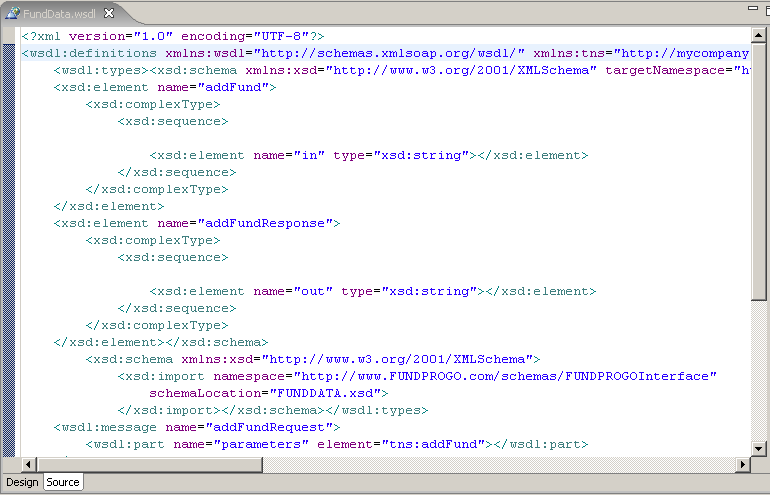 FundData.wsdl
<?xml version="1.0" encoding="UTF-8"?>
<wsdl:definitions xmlns:wsdl="http://schemas.xmlsoap.org/wsdl/" xmlns:tns="http://mycompany
<wsdl:types><xsd:schema xmlns:xsd="http://www.w3.org/2001/XMLSchema" targetNamespace="ht
<xsd:element name="addFund">
<xsd:complexType>
<xsd:sequence>
<xsd:element name="in" type="xsd:string"></xsd:element>
</xsd:sequence>
</xsd:complexType>
</xsd:element>
<xsd:element name="addFundResponse">
<xsd:complexType>
<xsd:sequence>
<xsd:element name="out" type="xsd:string"></xsd:element>
</xsd:sequence>
</xsd:complexType>
</xsd:element></xsd:schema>
<xsd:schema xmlns:xsd="http://www.w3.org/2001/XMLSchema">
<xsd:import namespace="http://www.FUNDPROGO.com/schemas/FUNDPROGOInterface"
schemaLocation="FUNDDATA.xsd">
</xsd:import></xsd:schema></wsdl:types>
<wsdl:message name="addFundRequest">
<wsdl:part name="parameters" element="tns:addFund"></wsdl:part>
Design Source